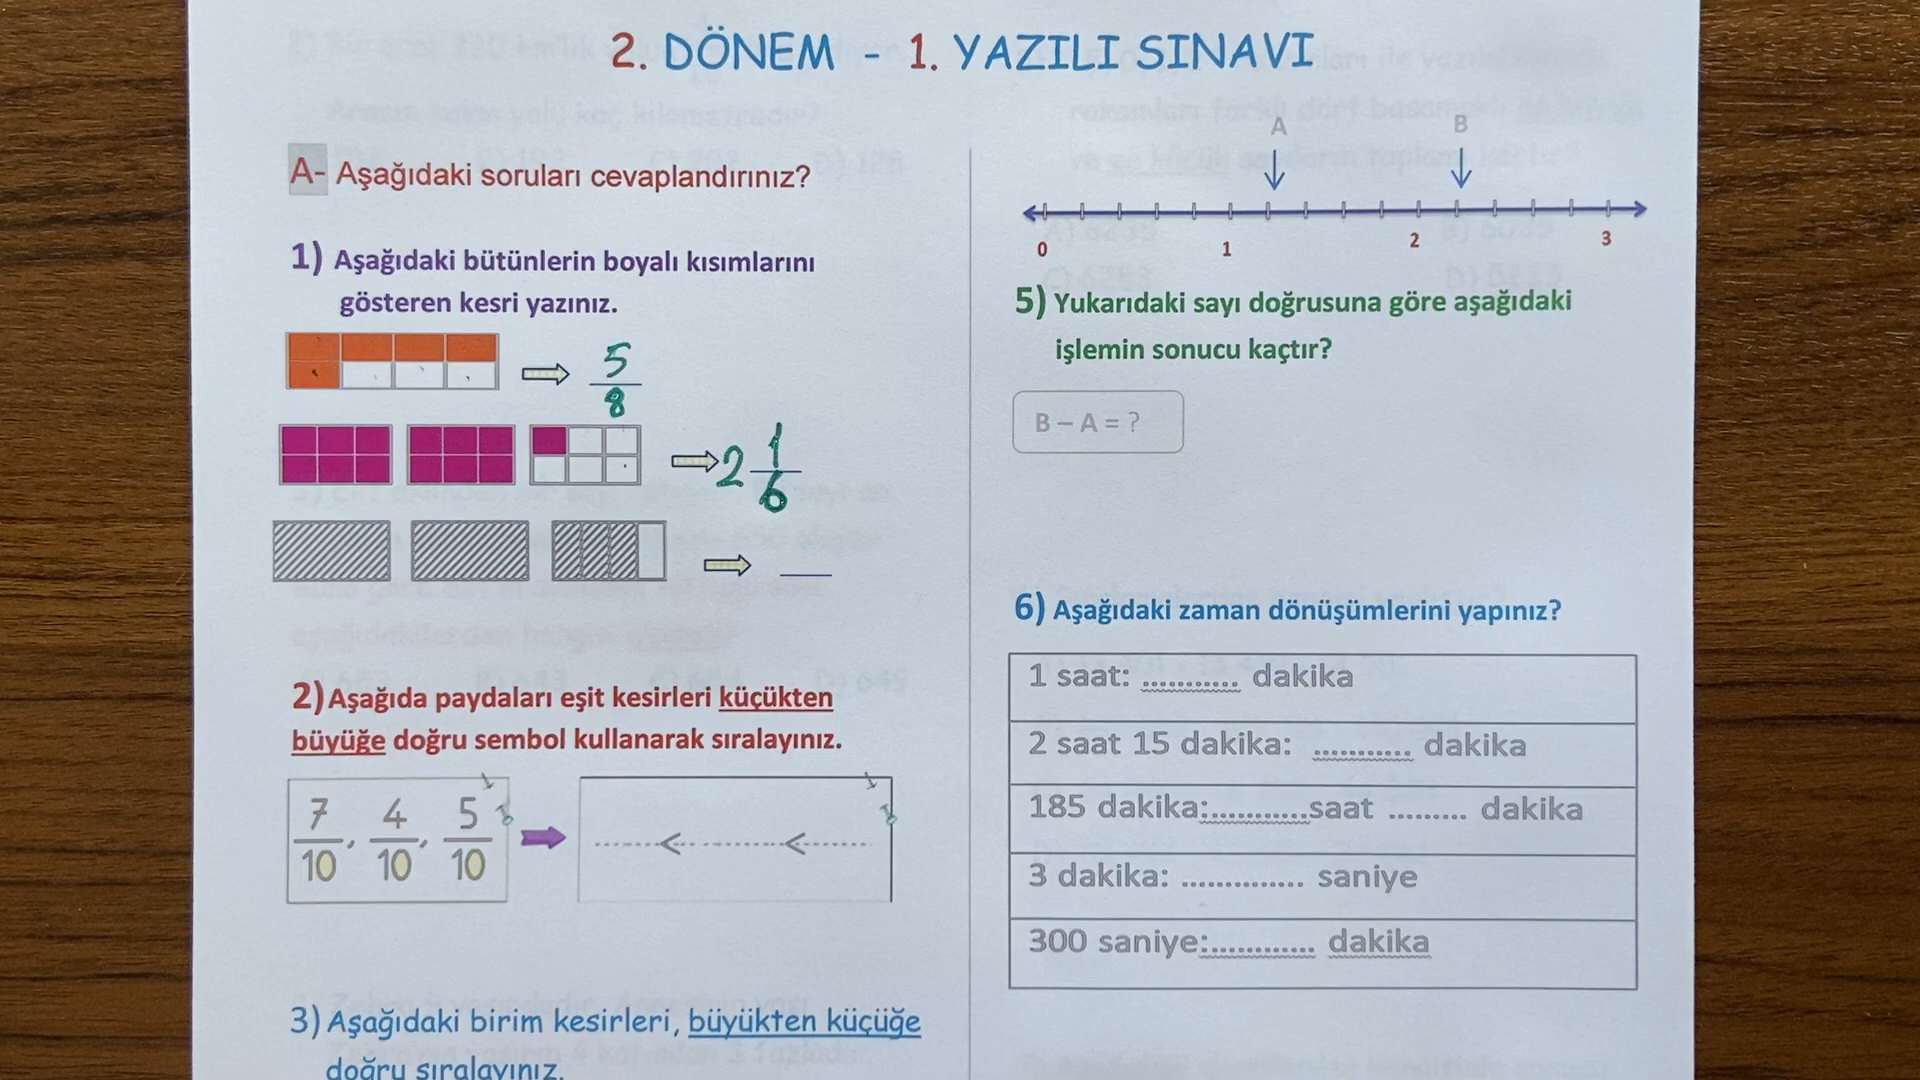 2. DÖNEM - 1. YAZILI SINAVI
A- Aşağıdaki soruları cevaplandırınız?
1) Aşağıdaki bütünlerin boyalı kısımlarını
gösteren kesri yazınız.
5
8
2 1
6
2) Aşağıda paydaları eşit kesirleri küçükten
büyüğe doğru sembol kullanarak sıralayınız.
7 , 4 , 5
10 10 10
........<.........<........
3) Aşağıdaki birim kesirleri, büyükten küçüğe
doğru sıralayınız.
A B
0 1 2 3
5) Yukarıdaki sayı doğrusuna göre aşağıdaki
işlemin sonucu kaçtır?
B – A = ?
6) Aşağıdaki zaman dönüşümlerini yapınız?
1 saat: ........... dakika
2 saat 15 dakika: ........... dakika
185 dakika:...........saat ......... dakika
3 dakika: .............. saniye
300 saniye:............ dakika